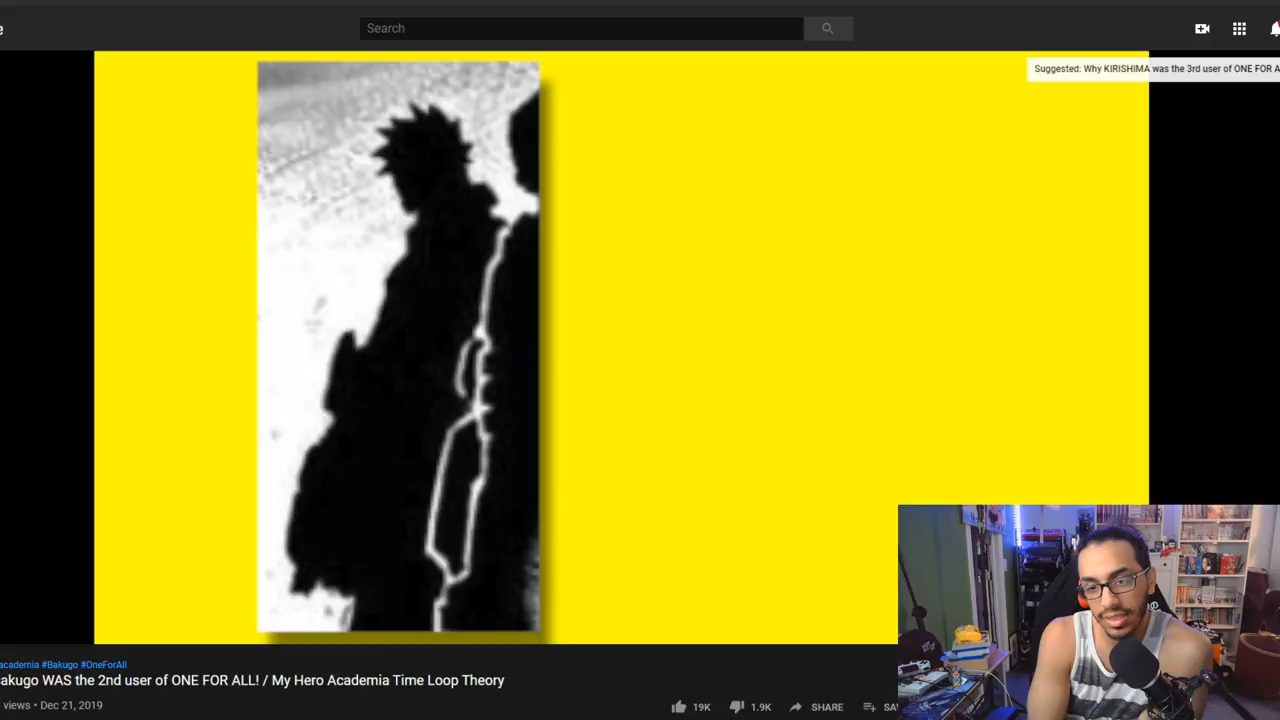 e
Search
Suggested: Why KIRISHIMA was the 3rd user of ONE FOR A
academia #Bakugo #OneForAll
akugo WAS the 2nd user of ONE FOR ALL! / My Hero Academia Time Loop Theory
views • Dec 21, 2019
19K
1.9K
SHARE
SA